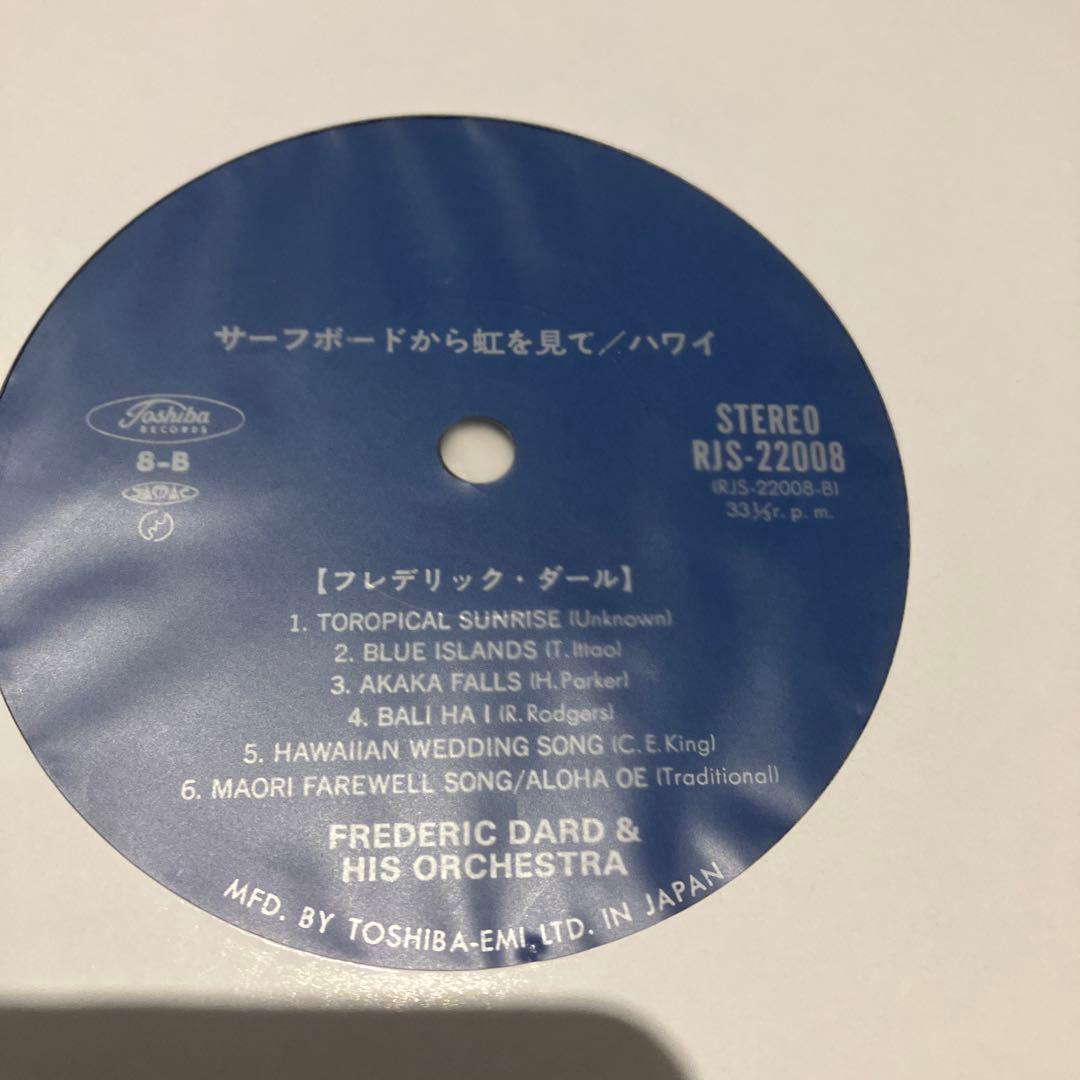 サーフボードから虹を見て/ハワイ
Toshiba
RECORDS
8-B
STEREO
RJS-22008
(RJS-22008-B)
33⅓r.p.m.
【フレデリック・ダール】
1. TOROPICAL SUNRISE (Unknown)
2. BLUE ISLANDS (T. Ittao)
3. AKAKA FALLS (H. Parker)
4. BALI HA I (R. Rodgers)
5. HAWAIIAN WEDDING SONG (C. E. King)
6. MAORI FAREWELL SONG/ALOHA OE (Traditional)
FREDERIC DARD &
HIS ORCHESTRA
MFD. BY TOSHIBA-EMI, LTD. IN JAPAN